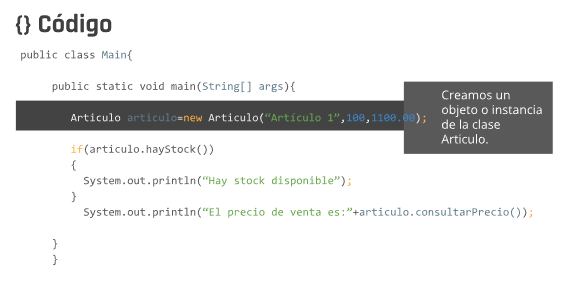 {} Código
public class Main{
public static void main(String[] args){
Articulo articulo=new Articulo(“Artículo 1”,100,1100.00);
Creamos un
objeto o instancia
de la clase
Articulo.
if(articulo.hayStock())
{
System.out.println(“Hay stock disponible”);
}
System.out.println(“El precio de venta es:”+articulo.consultarPrecio());
}
}